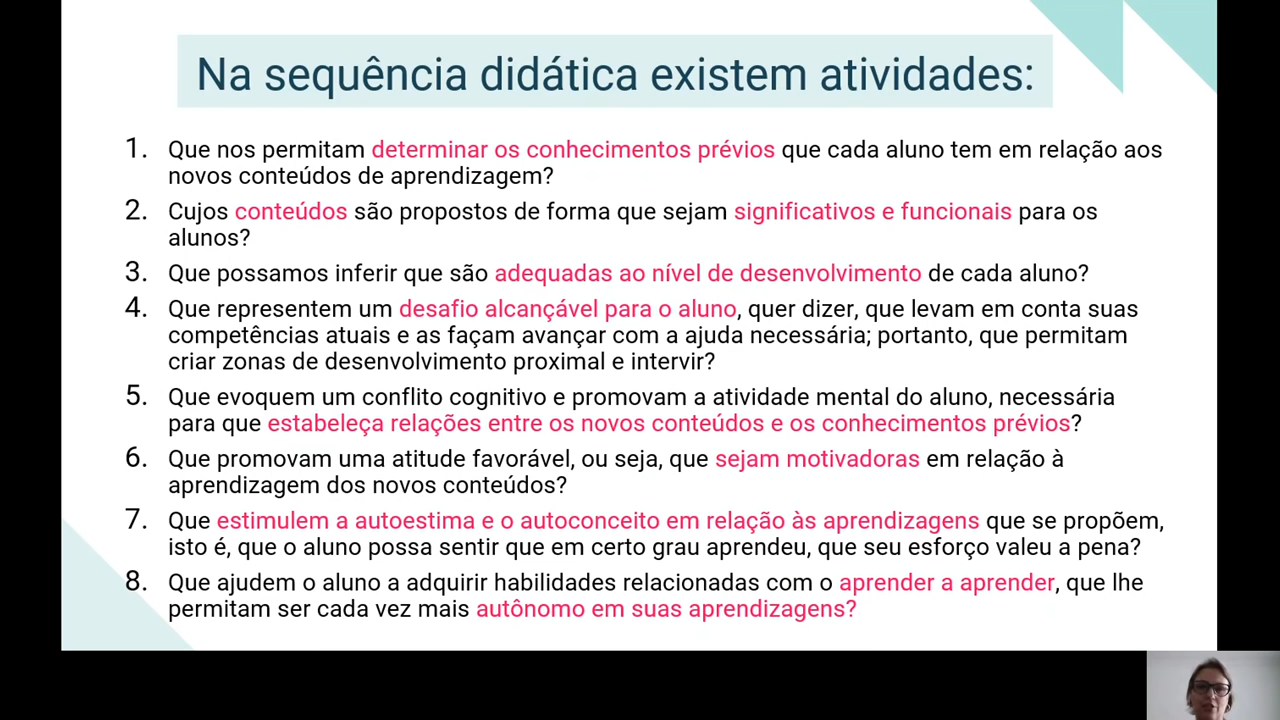 Na sequência didática existem atividades:
1. Que nos permitam determinar os conhecimentos prévios que cada aluno tem em relação aos
novos conteúdos de aprendizagem?
2. Cujos conteúdos são propostos de forma que sejam significativos e funcionais para os
alunos?
3. Que possamos inferir que são adequadas ao nível de desenvolvimento de cada aluno?
4. Que representem um desafio alcançável para o aluno, quer dizer, que levam em conta suas
competências atuais e as façam avançar com a ajuda necessária; portanto, que permitam
criar zonas de desenvolvimento proximal e intervir?
5. Que evoquem um conflito cognitivo e promovam a atividade mental do aluno, necessária
para que estabeleça relações entre os novos conteúdos e os conhecimentos prévios?
6. Que promovam uma atitude favorável, ou seja, que sejam motivadoras em relação à
aprendizagem dos novos conteúdos?
7. Que estimulem a autoestima e o autoconceito em relação às aprendizagens que se propõem,
isto é, que o aluno possa sentir que em certo grau aprendeu, que seu esforço valeu a pena?
8. Que ajudem o aluno a adquirir habilidades relacionadas com o aprender a aprender, que lhe
permitam ser cada vez mais autônomo em suas aprendizagens?